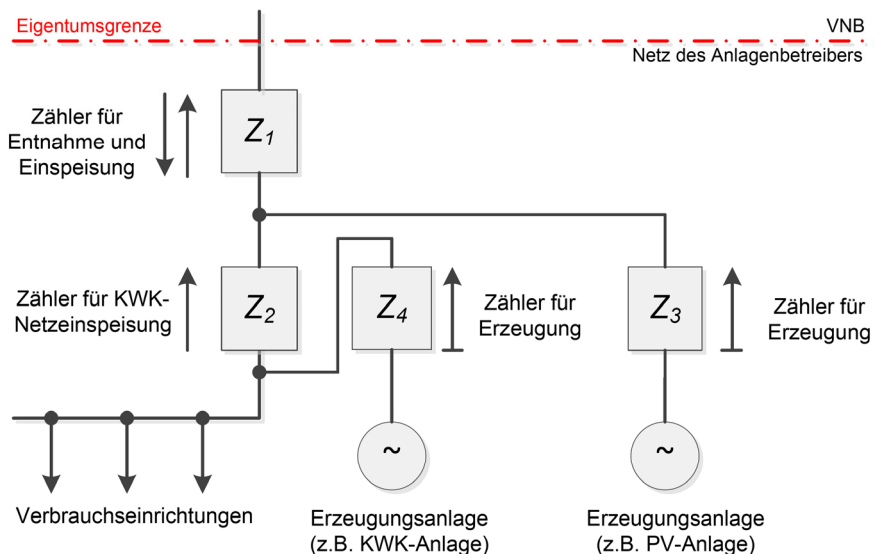 Eigentumsgrenze
VNB
Netz des Anlagenbetreibers
Zähler für
Entnahme und
Einspeisung
Z1
Zähler für KWK-
Netzeinspeisung
Z2
Z4
Zähler für
Erzeugung
Z3
Zähler für
Erzeugung
~
~
Verbrauchseinrichtungen
Erzeugungsanlage
(z.B. KWK-Anlage)
Erzeugungsanlage
(z.B. PV-Anlage)